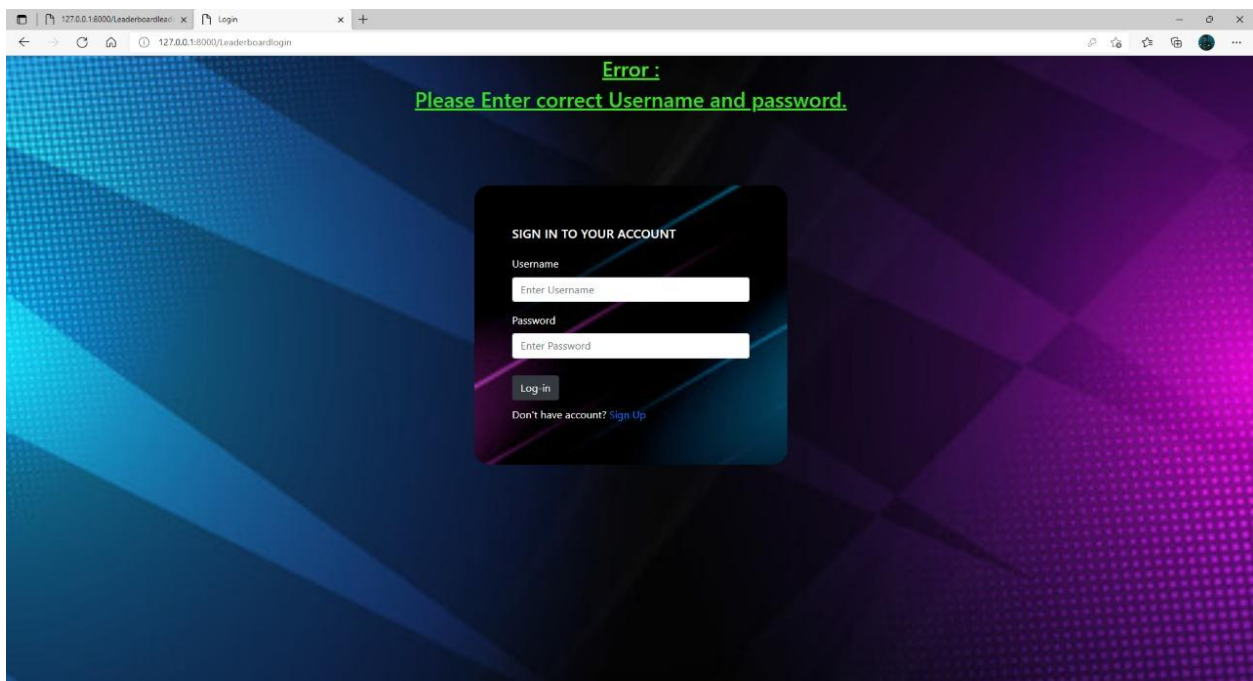 127.0.0.1:8000/Leaderboardlead
Login
127.0.0.1:8000/Leaderboardlogin
Error :
Please Enter correct Username and password.
SIGN IN TO YOUR ACCOUNT
Username
Enter Username
Password
Enter Password
Log-in
Don't have account? Sign Up